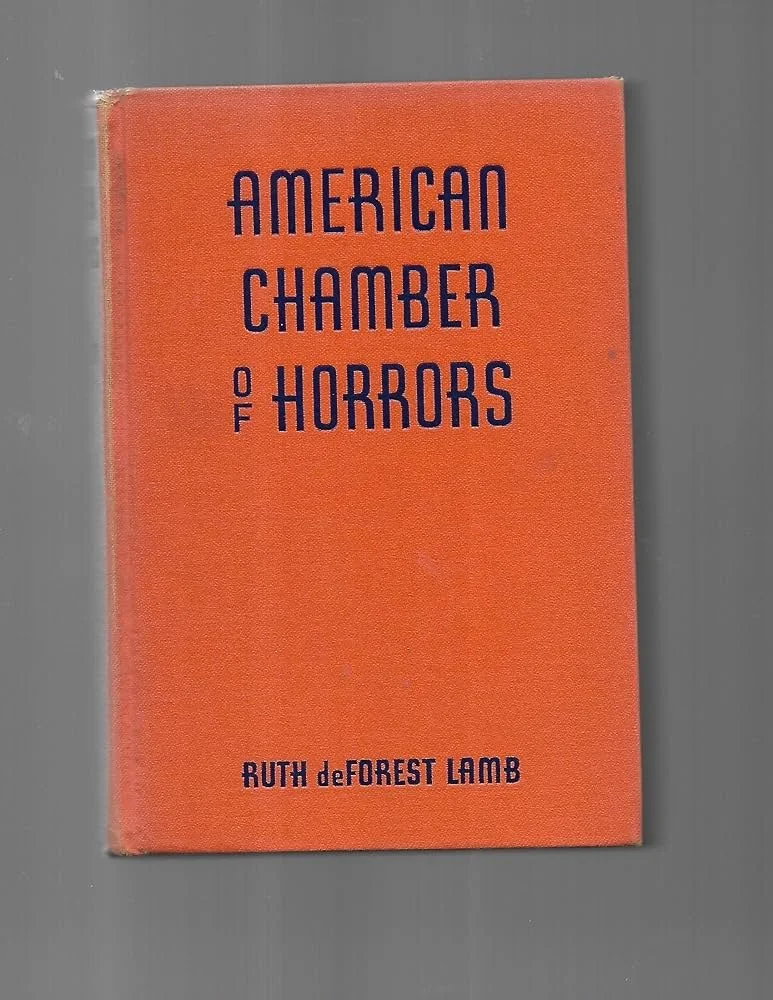 AMERICAN
CHAMBER
OF HORRORS
RUTH deFOREST LAMB